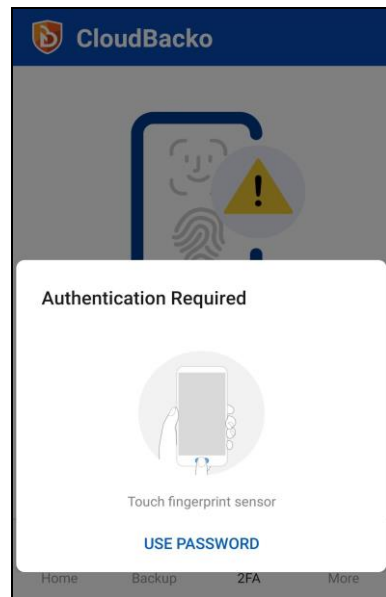 CloudBacko
Authentication Required
Touch fingerprint sensor
USE PASSWORD
Home Backup 2FA More